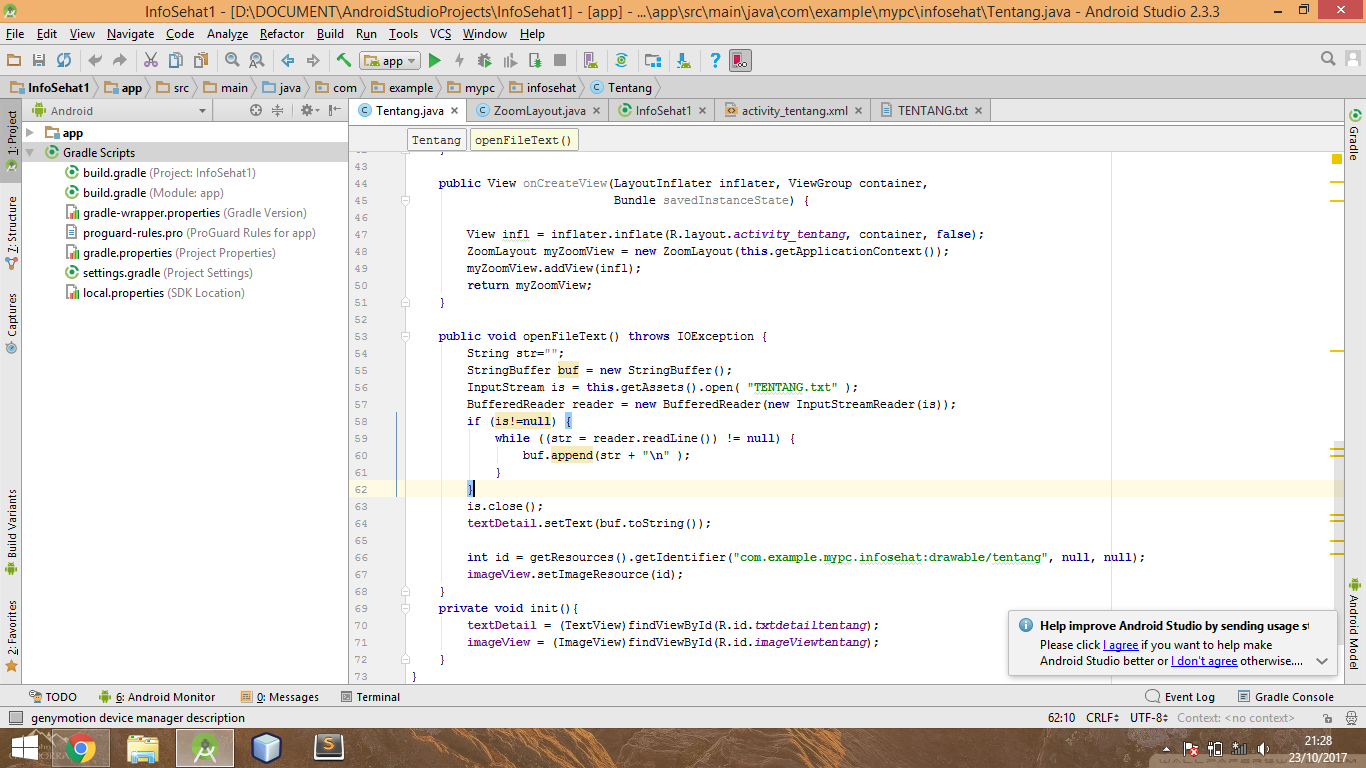 InfoSehat1 - [D:\DOCUMENT\AndroidStudioProjects\InfoSehat1] - [app] - ...\app\src\main\java\com\example\mypc\infosehat\Tentang.java - Android Studio 2.3.3
File Edit View Navigate Code Analyze Refactor Build Run Tools VCS Window Help
app
InfoSehat1 app src main java com example mypc infosehat Tentang
Android
Tentang.java ZoomLayout.java InfoSehat1 activity_tentang.xml TENTANG.txt
Tentang openFileText()
1: Project
7: Structure
Captures
Build Variants
2: Favorites
app
Gradle Scripts
build.gradle (Project: InfoSehat1)
build.gradle (Module: app)
gradle-wrapper.properties (Gradle Version)
proguard-rules.pro (ProGuard Rules for app)
gradle.properties (Project Properties)
settings.gradle (Project Settings)
local.properties (SDK Location)
43
44 public View onCreateView(LayoutInflater inflater, ViewGroup container,
45 Bundle savedInstanceState) {
46
47 View infl = inflater.inflate(R.layout.activity_tentang, container, false);
48 ZoomLayout myZoomView = new ZoomLayout(this.getApplicationContext());
49 myZoomView.addView(infl);
50 return myZoomView;
51 }
52
53 public void openFileText() throws IOException {
54 String str="";
55 StringBuffer buf = new StringBuffer();
56 InputStream is = this.getAssets().open( "TENTANG.txt" );
57 BufferedReader reader = new BufferedReader(new InputStreamReader(is));
58 if (is!=null) {
59 while ((str = reader.readLine()) != null) {
60 buf.append(str + "\n" );
61 }
62 }
63 is.close();
64 textDetail.setText(buf.toString());
65
66 int id = getResources().getIdentifier("com.example.mypc.infosehat:drawable/tentang", null, null);
67 imageView.setImageResource(id);
68 }
69 private void init(){
70 textDetail = (TextView)findViewById(R.id.txtdetailtentang);
71 imageView = (ImageView)findViewById(R.id.imageViewtentang);
72 }
73 }
Gradle
Android Model
Help improve Android Studio by sending usage st
Please click I agree if you want to help make
Android Studio better or I don't agree otherwise....
TODO 6: Android Monitor 0: Messages Terminal Event Log Gradle Console
genymotion device manager description 62:10 CRLF UTF-8 Context: <no context>
21:28
23/10/2017